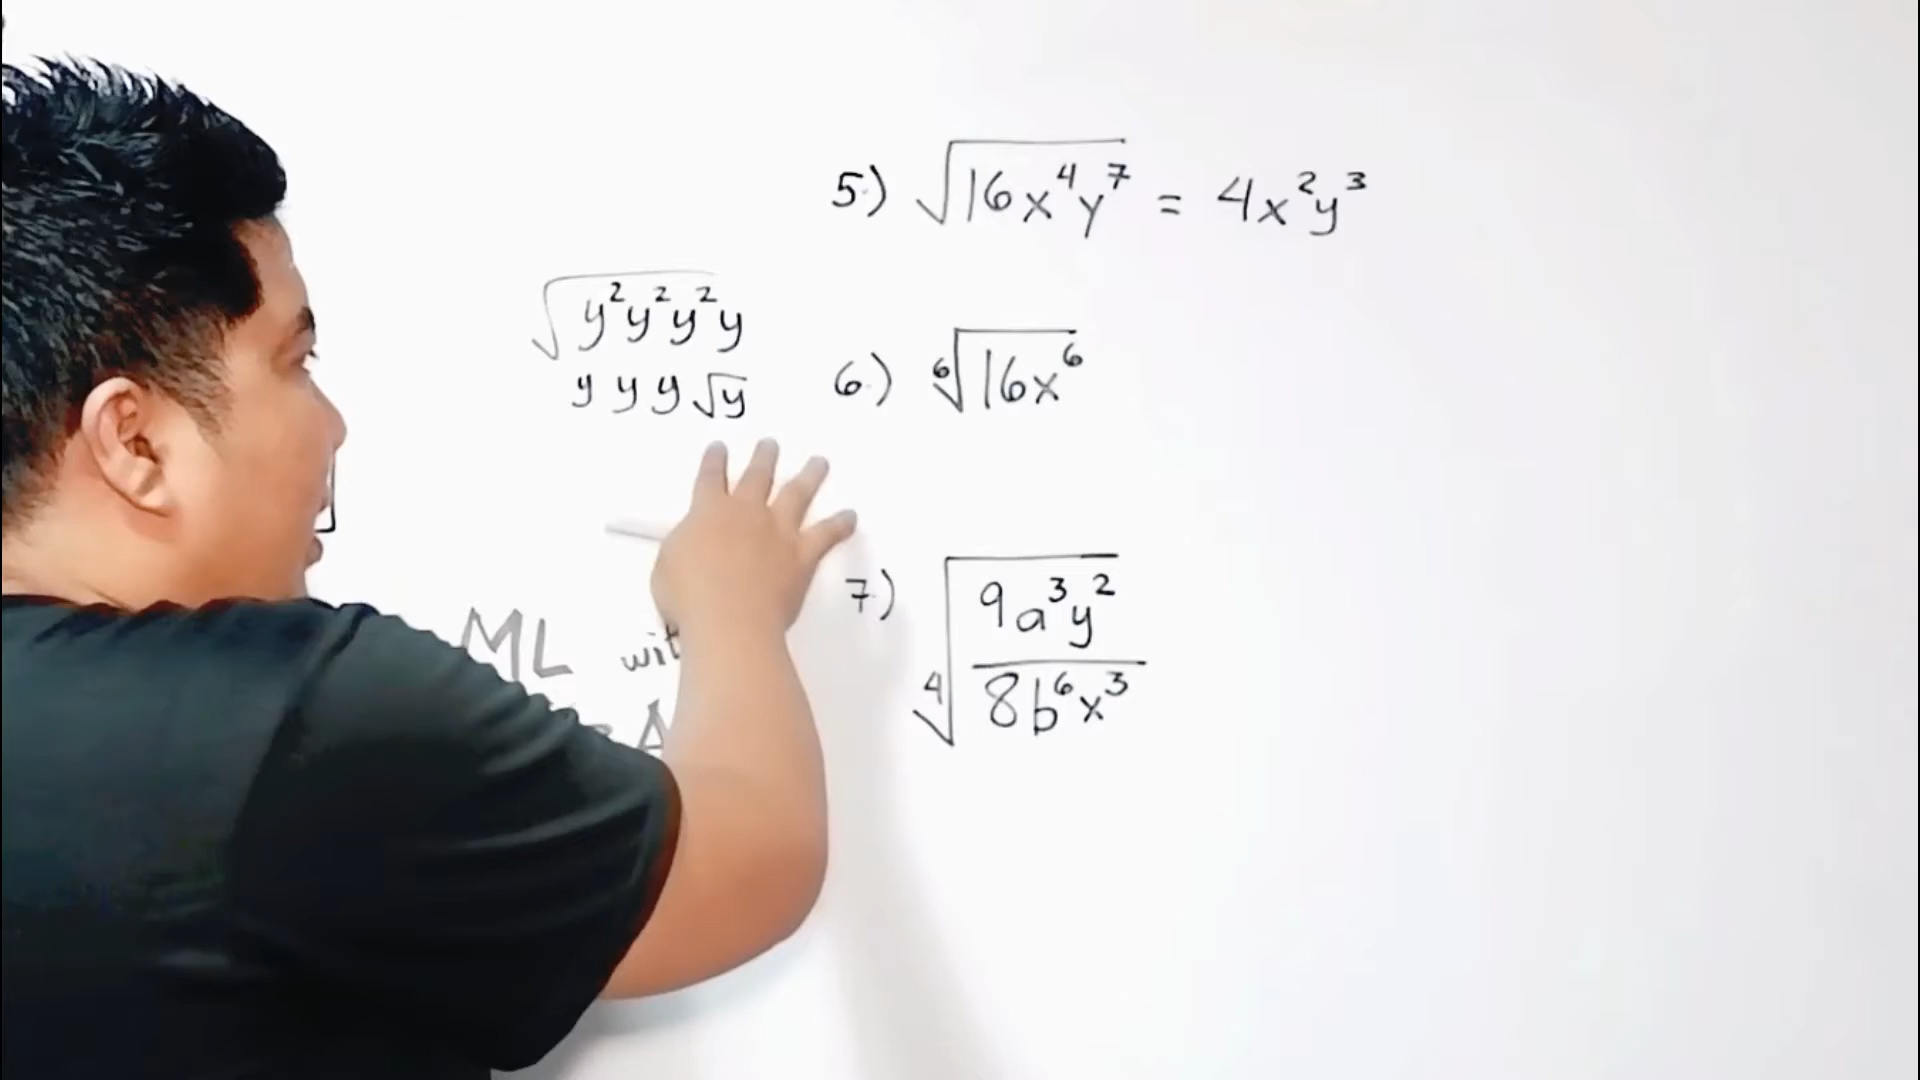 5.) √16x⁴y⁷ = 4x²y³
√y²y²y²y
y y y √y
6.) ⁶√16x⁶
7.) ⁴√9a³y²
8b⁶x³
ML